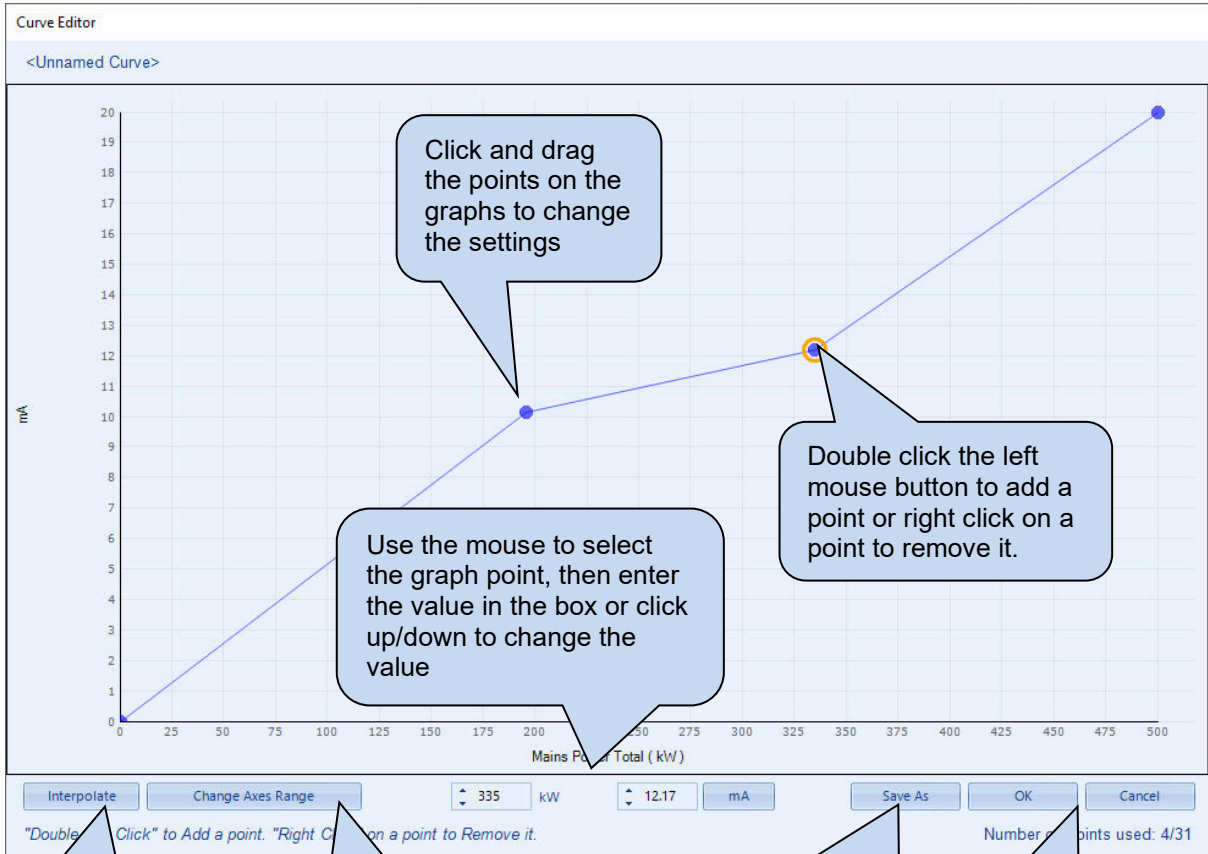 Curve Editor
<Unnamed Curve>
20
19
18
17
16
15
14
13
12
11
10
9
8
7
6
5
4
3
2
1
0
mA
Click and drag
the points on the
graphs to change
the settings
Double click the left
mouse button to add a
point or right click on a
point to remove it.
Use the mouse to select
the graph point, then enter
the value in the box or click
up/down to change the
value
0 25 50 75 100 125 150 175 200 250 275 300 325 350 375 400 425 450 475 500
Mains Total ( kW )
Interpolate Change Axes Range 335 kW 12.17 mA Save As OK Cancel
"Double Click" to Add a point. "Right on a point to Remove it. Number used: 4/31